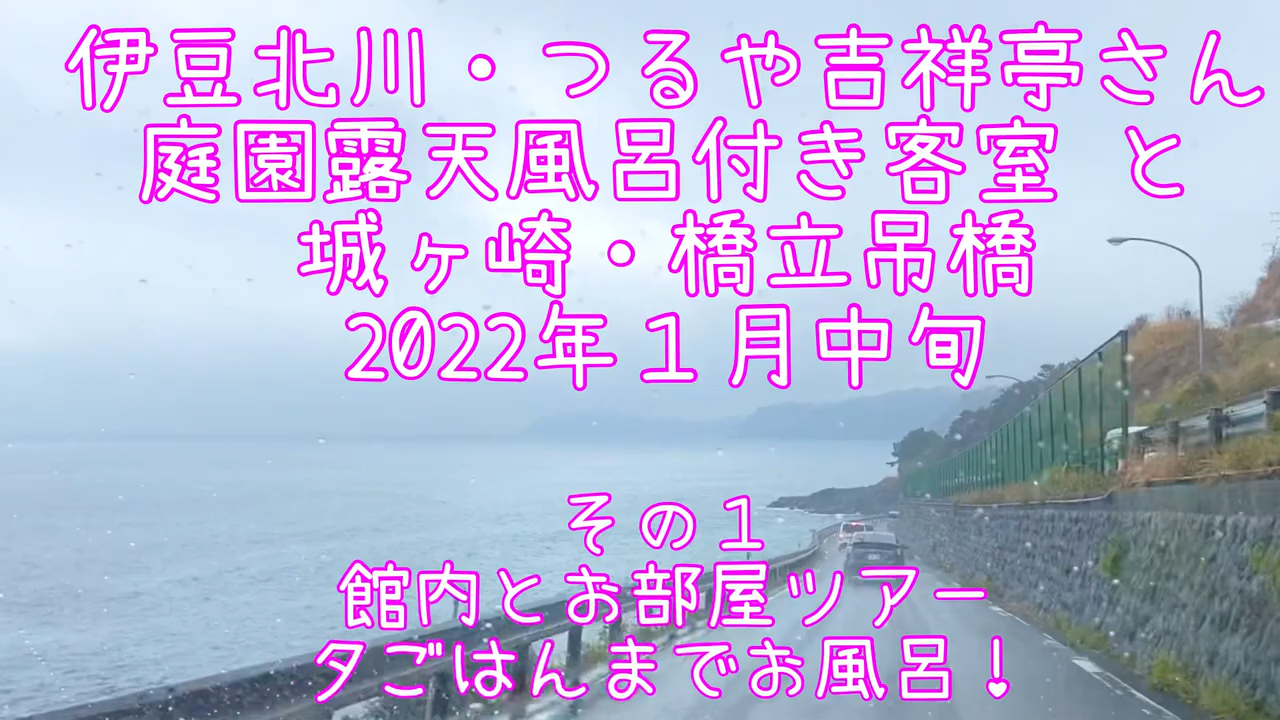 伊豆北川・つるや吉祥亭さん
庭園露天風呂付き客室 と
城ヶ崎・橋立吊橋
2022年１月中旬
その１
館内とお部屋ツアー
夕ごはんまでお風呂！